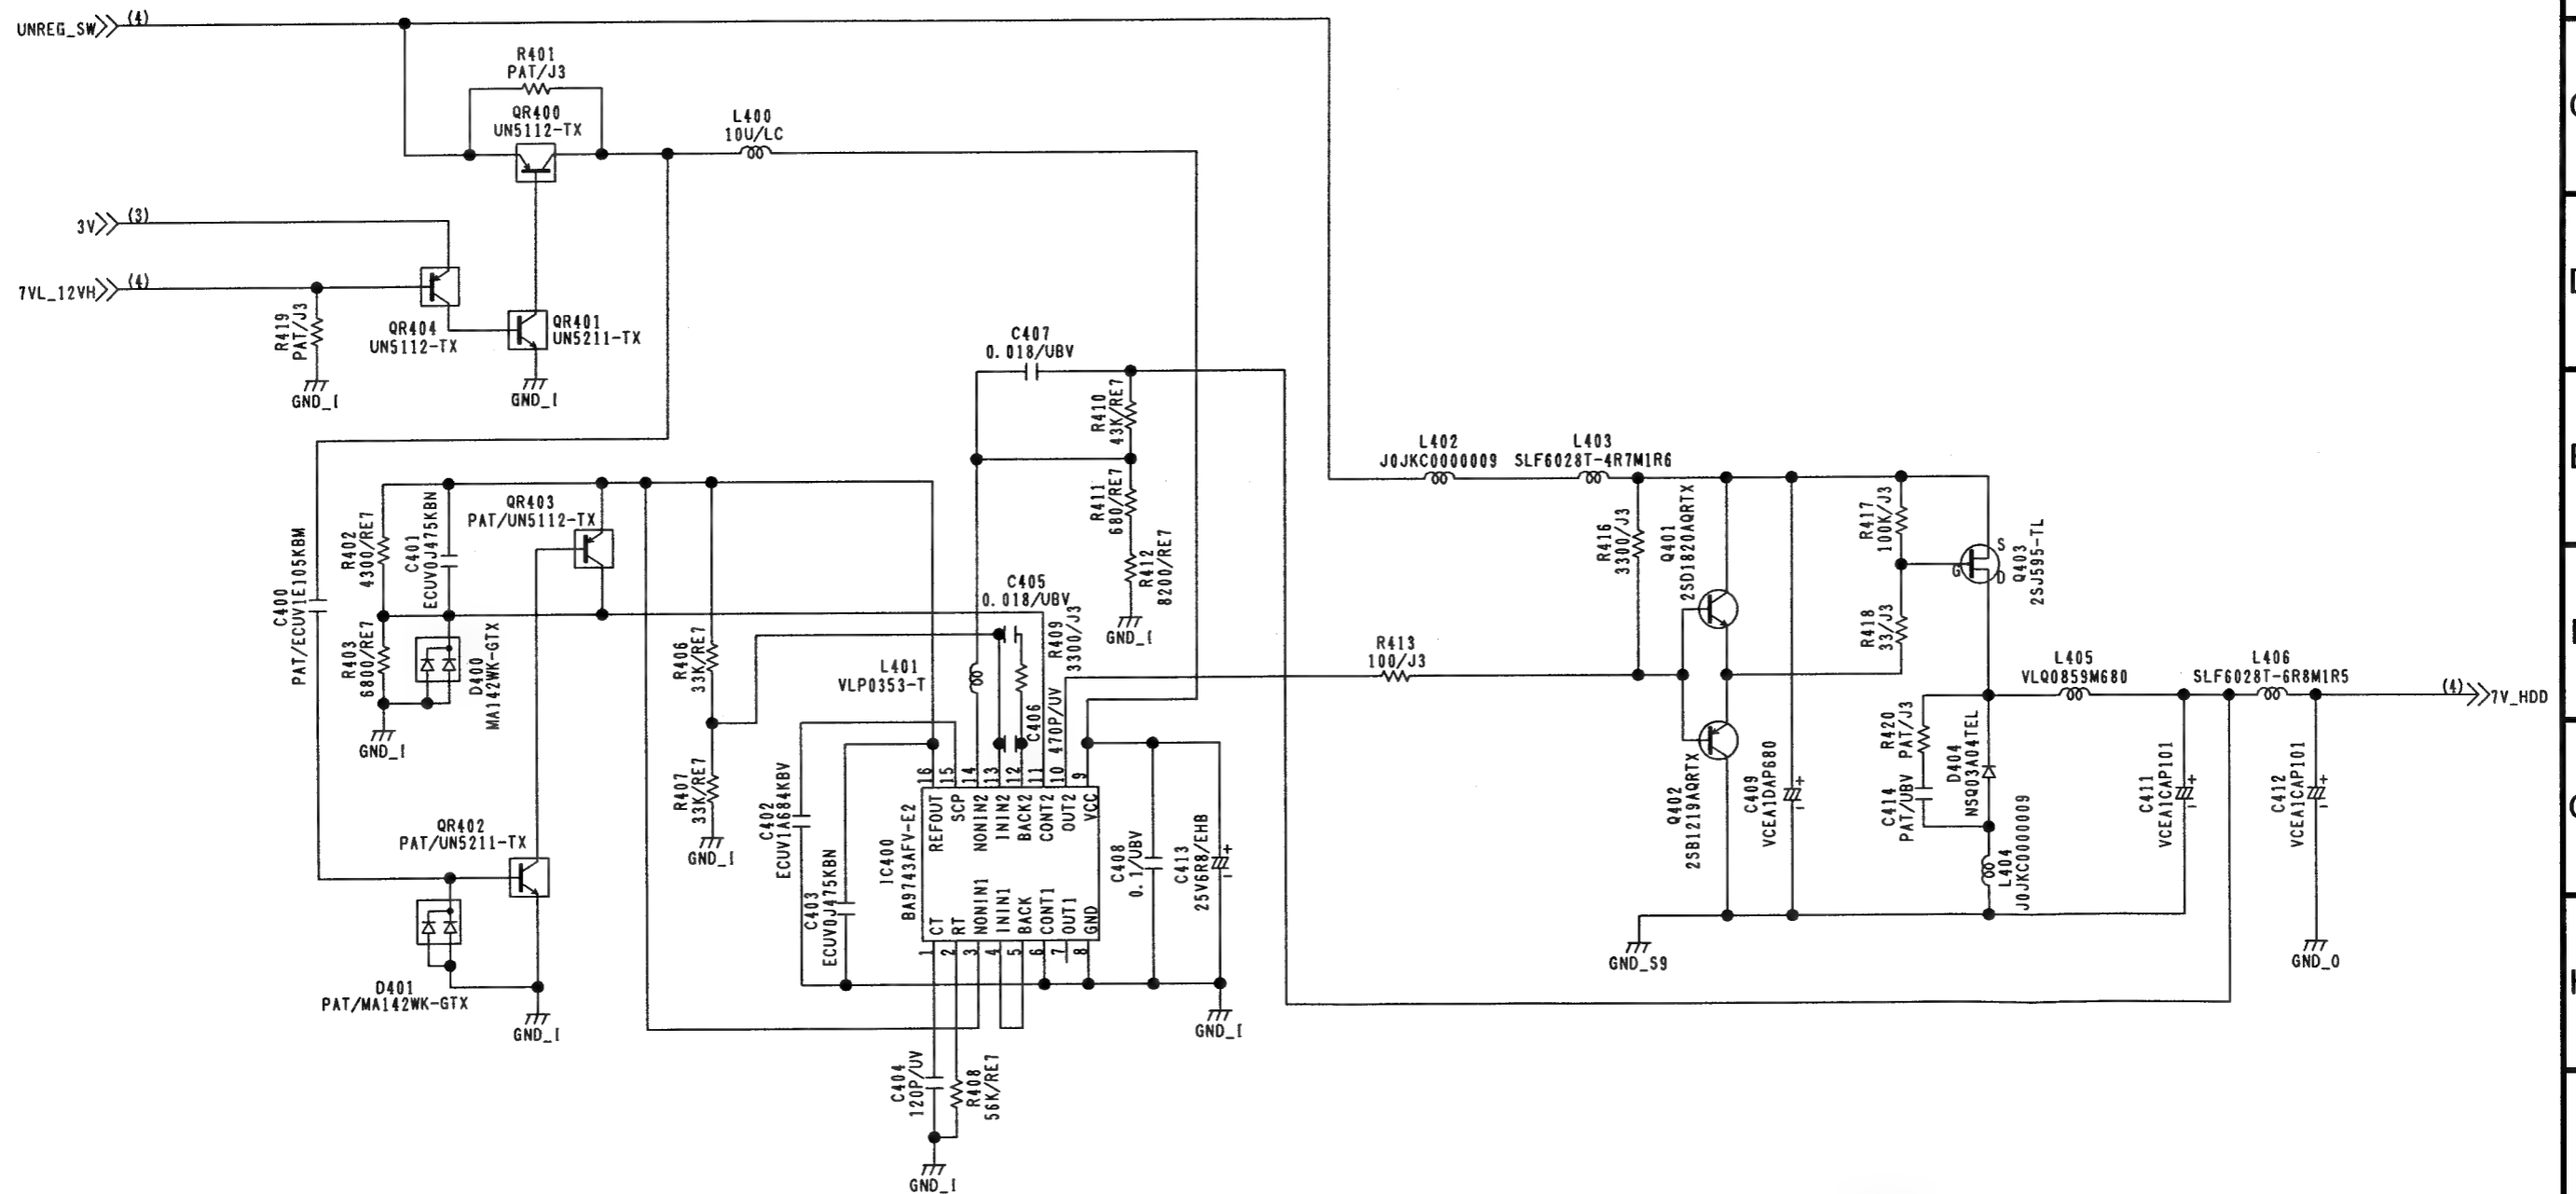 UNREG_SW
(4)
R401
PAT/J3
QR400
UN5112-TX
L400
10U/LC
3V
(3)
7VL_12VH
(4)
R419
PAT/J3
QR404
UN5112-TX
QR401
UN5211-TX
GND_I
GND_I
C407
0.018/UBV
R410
43K/RE7
R411
680/RE7
R412
8200/RE7
GND_I
L402
J0JKC0000009
L403
SLF6028T-4R7M1R6
R416
3300/J3
Q401
2SD1820AQRTX
R417
100K/J3
S
G
D
Q403
2SJ595-TL
R418
33/J3
QR403
PAT/UN5112-TX
R402
4300/RE7
C401
ECUV0J475KBN
C400
PAT/ECUV1E105KBM
R403
6800/RE7
D400
MA142WK-GTX
GND_I
R406
33K/RE7
R407
33K/RE7
GND_I
C405
0.018/UBV
R409
3300/J3
L401
VLP0353-T
C406
470P/UV
R413
100/J3
L405
VLQ0859M680
L406
SLF6028T-6R8M1R5
(4)
7V_HDD
R420
PAT/J3
C414
PAT/UBV
D404
NSQ03A04TEL
L404
J0JKC0000009
C411
VCEA1CAP101
C412
VCEA1CAP101
Q402
2SB1219AQRTX
C409
VCEA1DAP680
QR402
PAT/UN5211-TX
C402
ECUV1A684KBV
C403
ECUV0J475KBN
IC400
BA9743AFV-E2
16
15
14
13
12
11
10
9
REFOUT
SCP
NONIN2
ININ2
BACK2
CONT2
OUT2
VCC
CT
RT
NONIN1
ININ1
BACK
CONT1
OUT1
GND
1
2
3
4
5
6
7
8
C408
0.1/UBV
C413
25V6R8/EHB
GND_S9
GND_O
D401
PAT/MA142WK-GTX
GND_I
GND_I
C404
120P/UV
R408
56K/RE7
GND_I